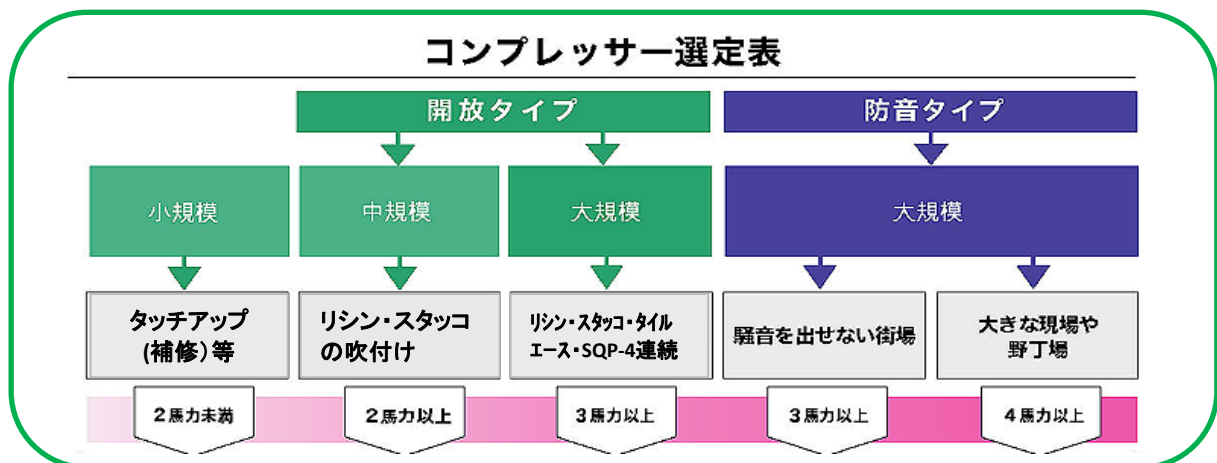 コンプレッサー選定表
開放タイプ
防音タイプ
小規模
中規模
大規模
大規模
タッチアップ
(補修)等
リシン・スタッコ
の吹付け
リシン・スタッコ・タイル
エース・SQP-4連続
騒音を出せない街場
大きな現場や
野丁場
2馬力未満
2馬力以上
3馬力以上
3馬力以上
4馬力以上